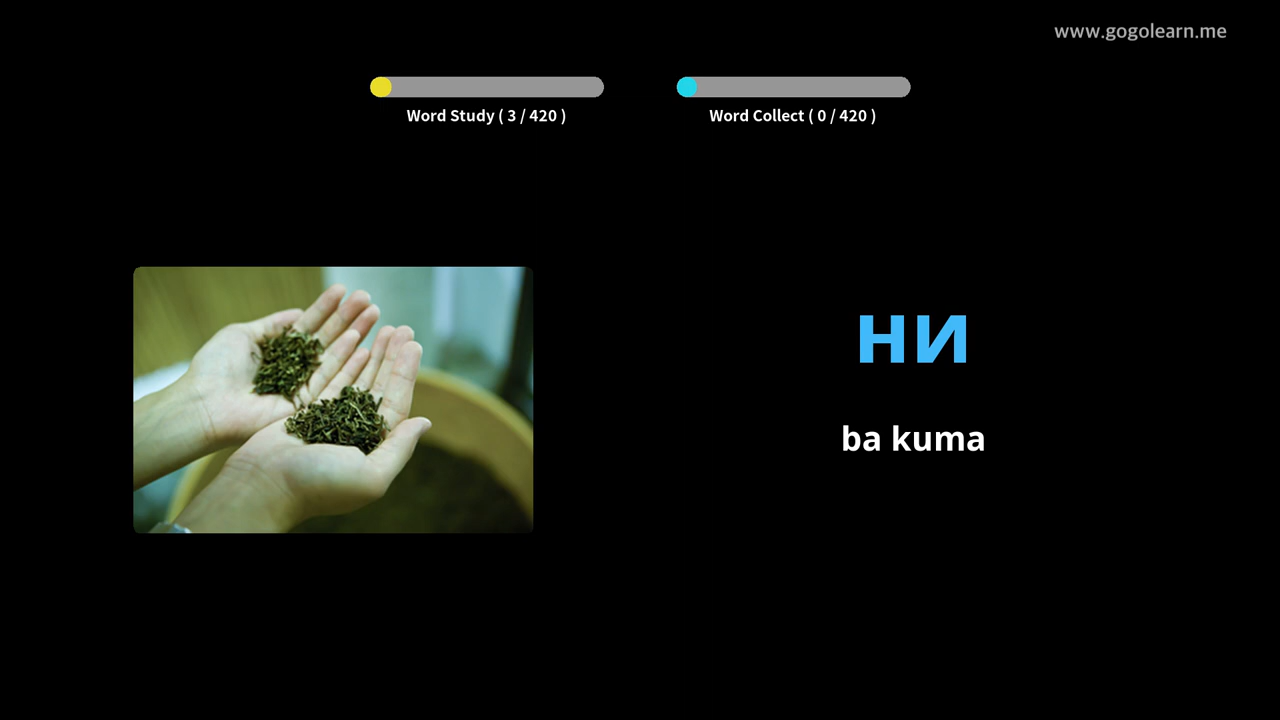 www.gogolearn.me
Word Study ( 3 / 420 )
Word Collect ( 0 / 420 )
ни
ba kuma